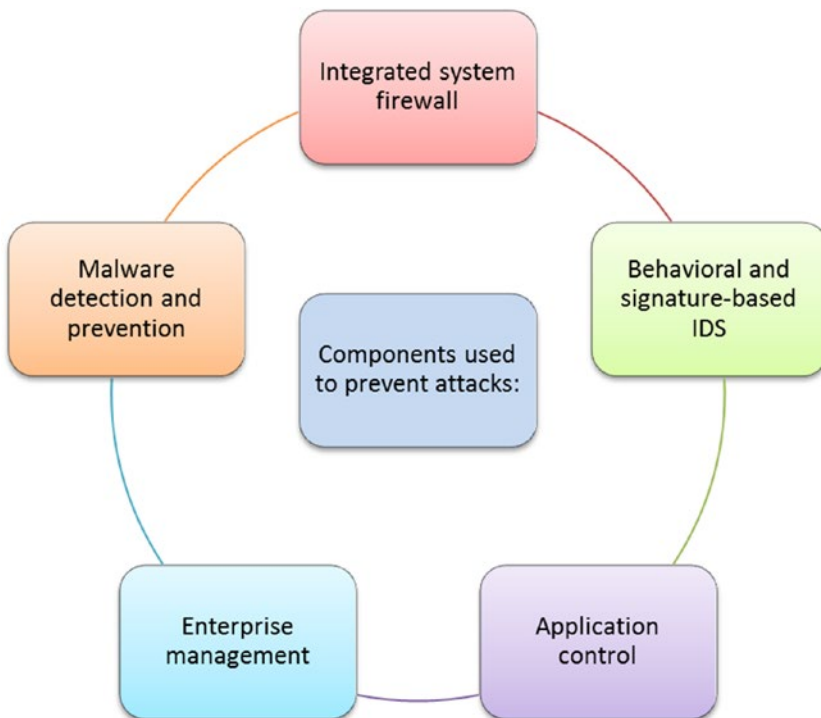 Integrated system
firewall
Behavioral and
signature-based
IDS
Application
control
Enterprise
management
Malware
detection and
prevention
Components used
to prevent attacks: